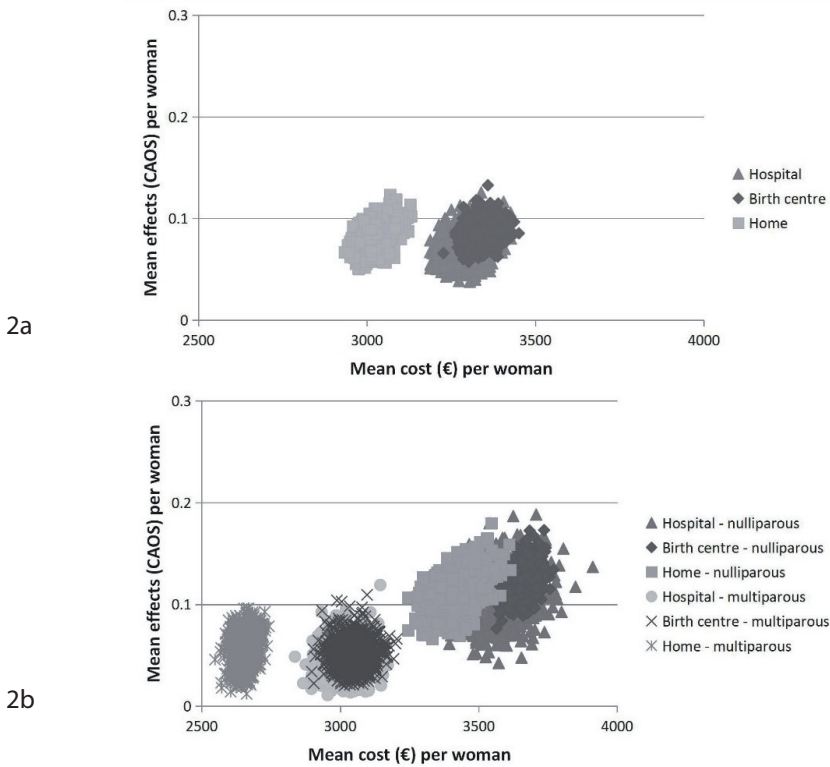 2a
Mean effects (CAOS) per woman
0.3
0.2
0.1
0
2500 3000 3500 4000
Mean cost (€) per woman
Hospital
Birth centre
Home
2b
Mean effects (CAOS) per woman
0.3
0.2
0.1
0
2500 3000 3500 4000
Mean cost (€) per woman
Hospital - nulliparous
Birth centre - nulliparous
Home - nulliparous
Hospital - multiparous
Birth centre - multiparous
Home - multiparous